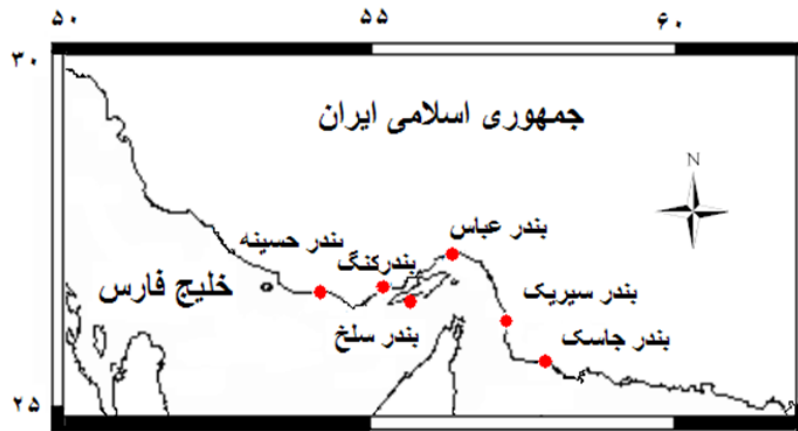 ۵۰ ۵۵ ۶۰
۳۰
جمهوری اسلامی ایران
N
بندر عباس
بندر حسینه
بندرکنگ
خلیج فارس
بندر سیریک
بندر سلخ
بندر جاسک
۲۵